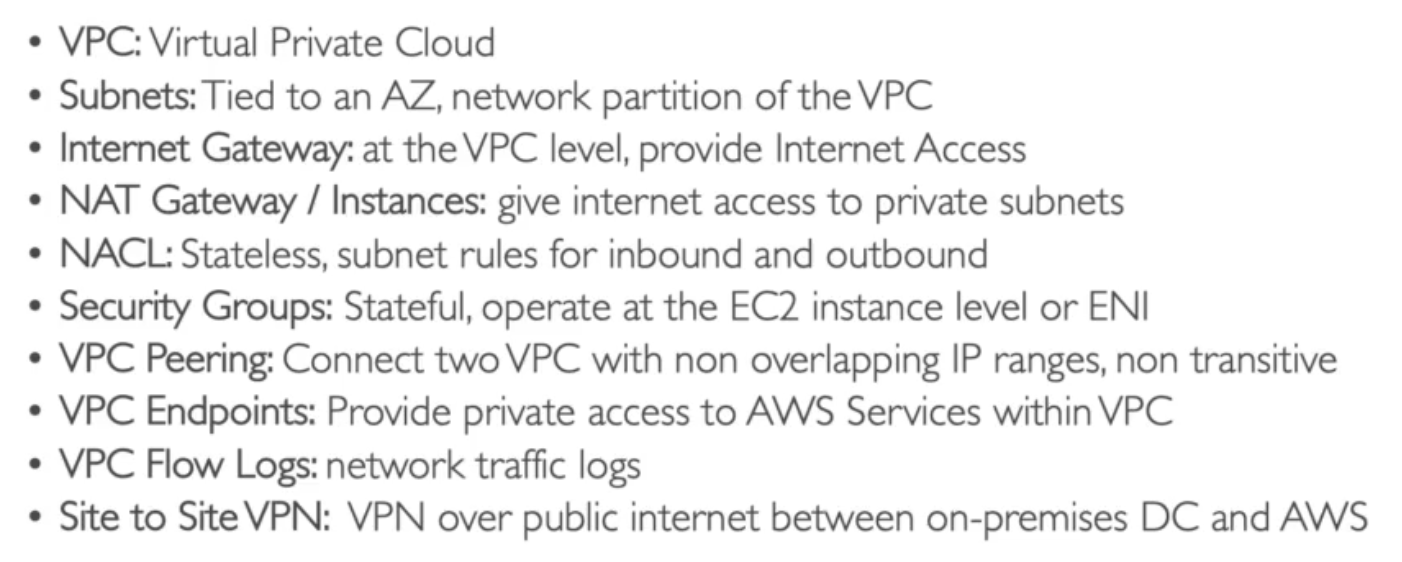 • VPC: Virtual Private Cloud
• Subnets: Tied to an AZ, network partition of the VPC
• Internet Gateway: at the VPC level, provide Internet Access
• NAT Gateway / Instances: give internet access to private subnets
• NACL: Stateless, subnet rules for inbound and outbound
• Security Groups: Stateful, operate at the EC2 instance level or ENI
• VPC Peering: Connect two VPC with non overlapping IP ranges, non transitive
• VPC Endpoints: Provide private access to AWS Services within VPC
• VPC Flow Logs: network traffic logs
• Site to Site VPN: VPN over public internet between on-premises DC and AWS